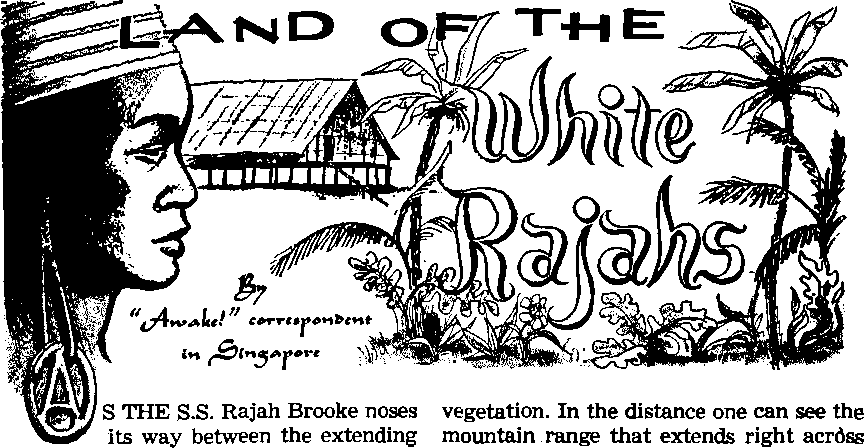 LAND OF THE
White
Rajahs
By
"Awake!" correspondent
in Singapore
AS THE S.S. Rajah Brooke noses
its way between the extending
vegetation. In the distance one can see the
mountain range that extends right across